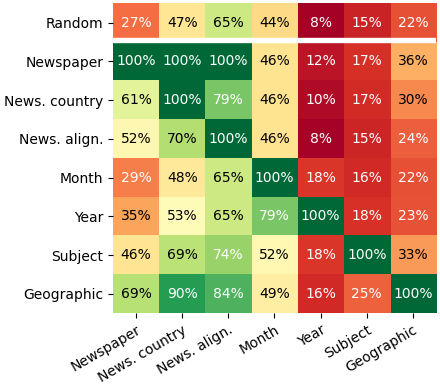 Random 27% 47% 65% 44% 8% 15% 22%
Newspaper 100% 100% 100% 46% 12% 17% 36%
News. country 61% 100% 79% 46% 10% 17% 30%
News. align. 52% 70% 100% 46% 8% 15% 24%
Month 29% 48% 65% 100% 18% 16% 22%
Year 35% 53% 65% 79% 100% 18% 23%
Subject 46% 69% 74% 52% 18% 100% 33%
Geographic 69% 90% 84% 49% 16% 25% 100%
Newspaper News. country News. align. Month Year Subject Geographic